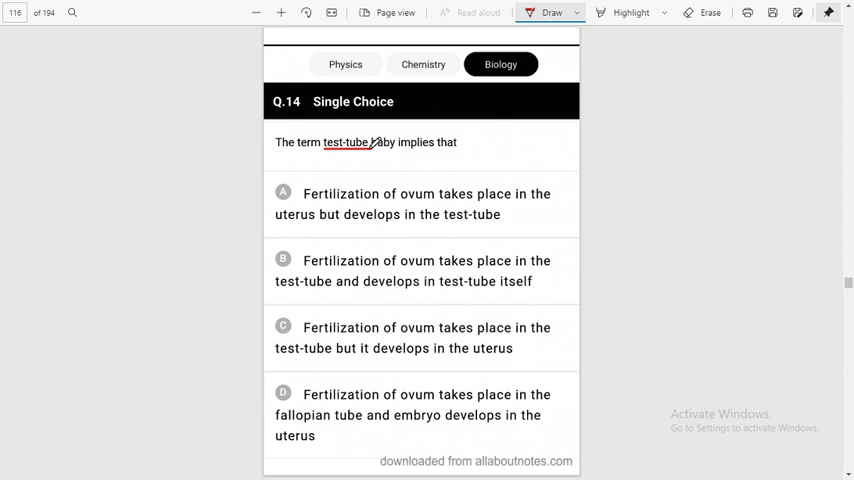 116 of 194 Page view Read aloud Draw Highlight Erase
Physics Chemistry Biology
Q.14 Single Choice
The term test-tube baby implies that
A Fertilization of ovum takes place in the
uterus but develops in the test-tube
B Fertilization of ovum takes place in the
test-tube and develops in test-tube itself
C Fertilization of ovum takes place in the
test-tube but it develops in the uterus
D Fertilization of ovum takes place in the
fallopian tube and embryo develops in the
uterus
downloaded from allaboutnotes.com
Activate Windows
Go to Settings to activate Windows.